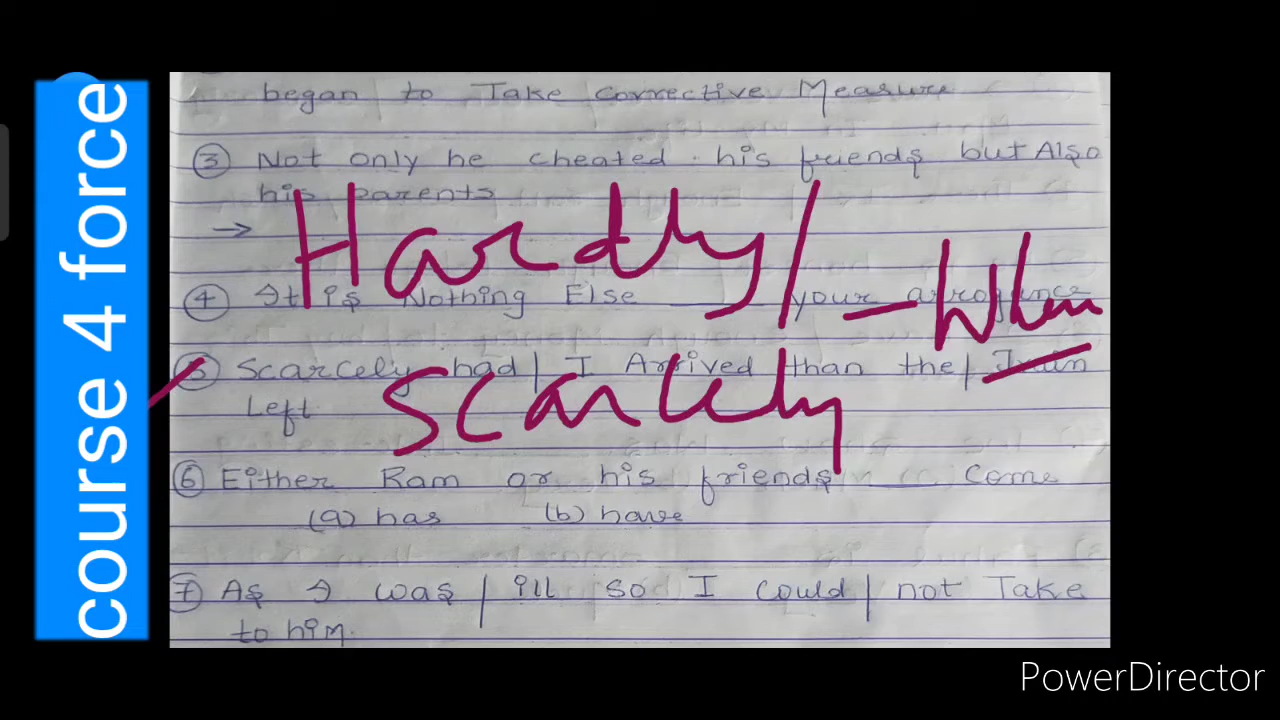 course 4 force
began to Take corrective Measure
③ Not only he cheated his friends but Also
his parents
→
Hardly/
— When
④ It is Nothing Else ____ your arrogance
⑤ Scarcely had / I Arrived than the / Train
Left.
Scarcely
⑥ Either Ram or his friends ____ Come
(a) has (b) have
⑦ As I was / ill so I could / not Take
to him.
PowerDirector